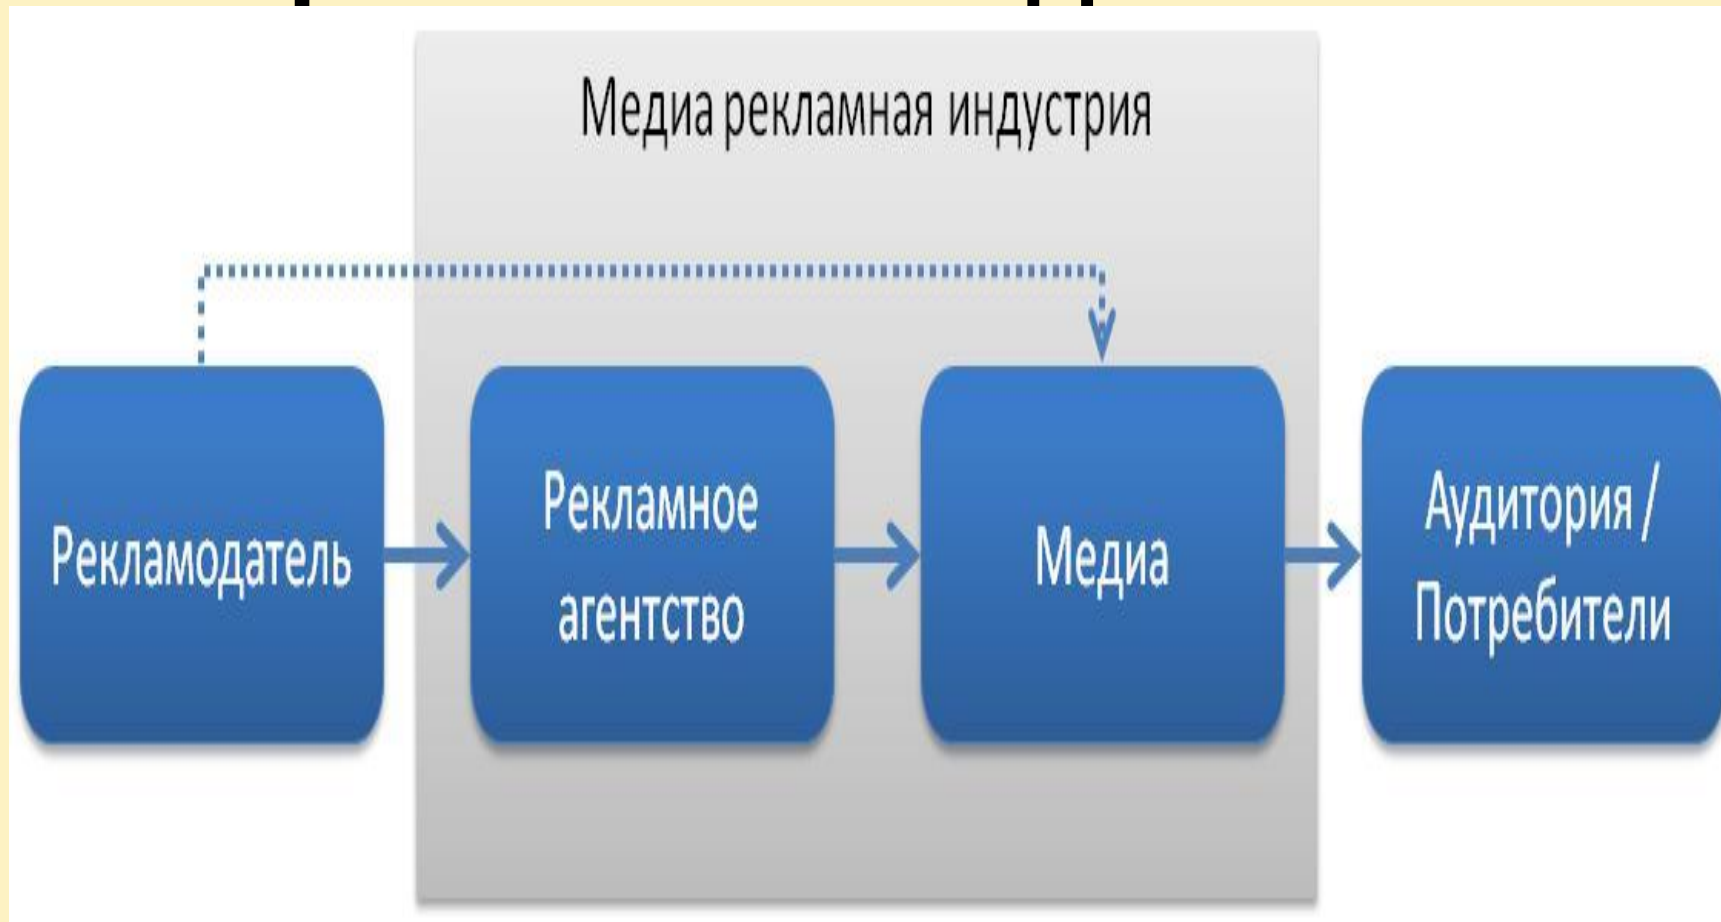 Медиа рекламная индустрия
Рекламодатель
Рекламное
агентство
Медиа
Аудитория /
Потребители